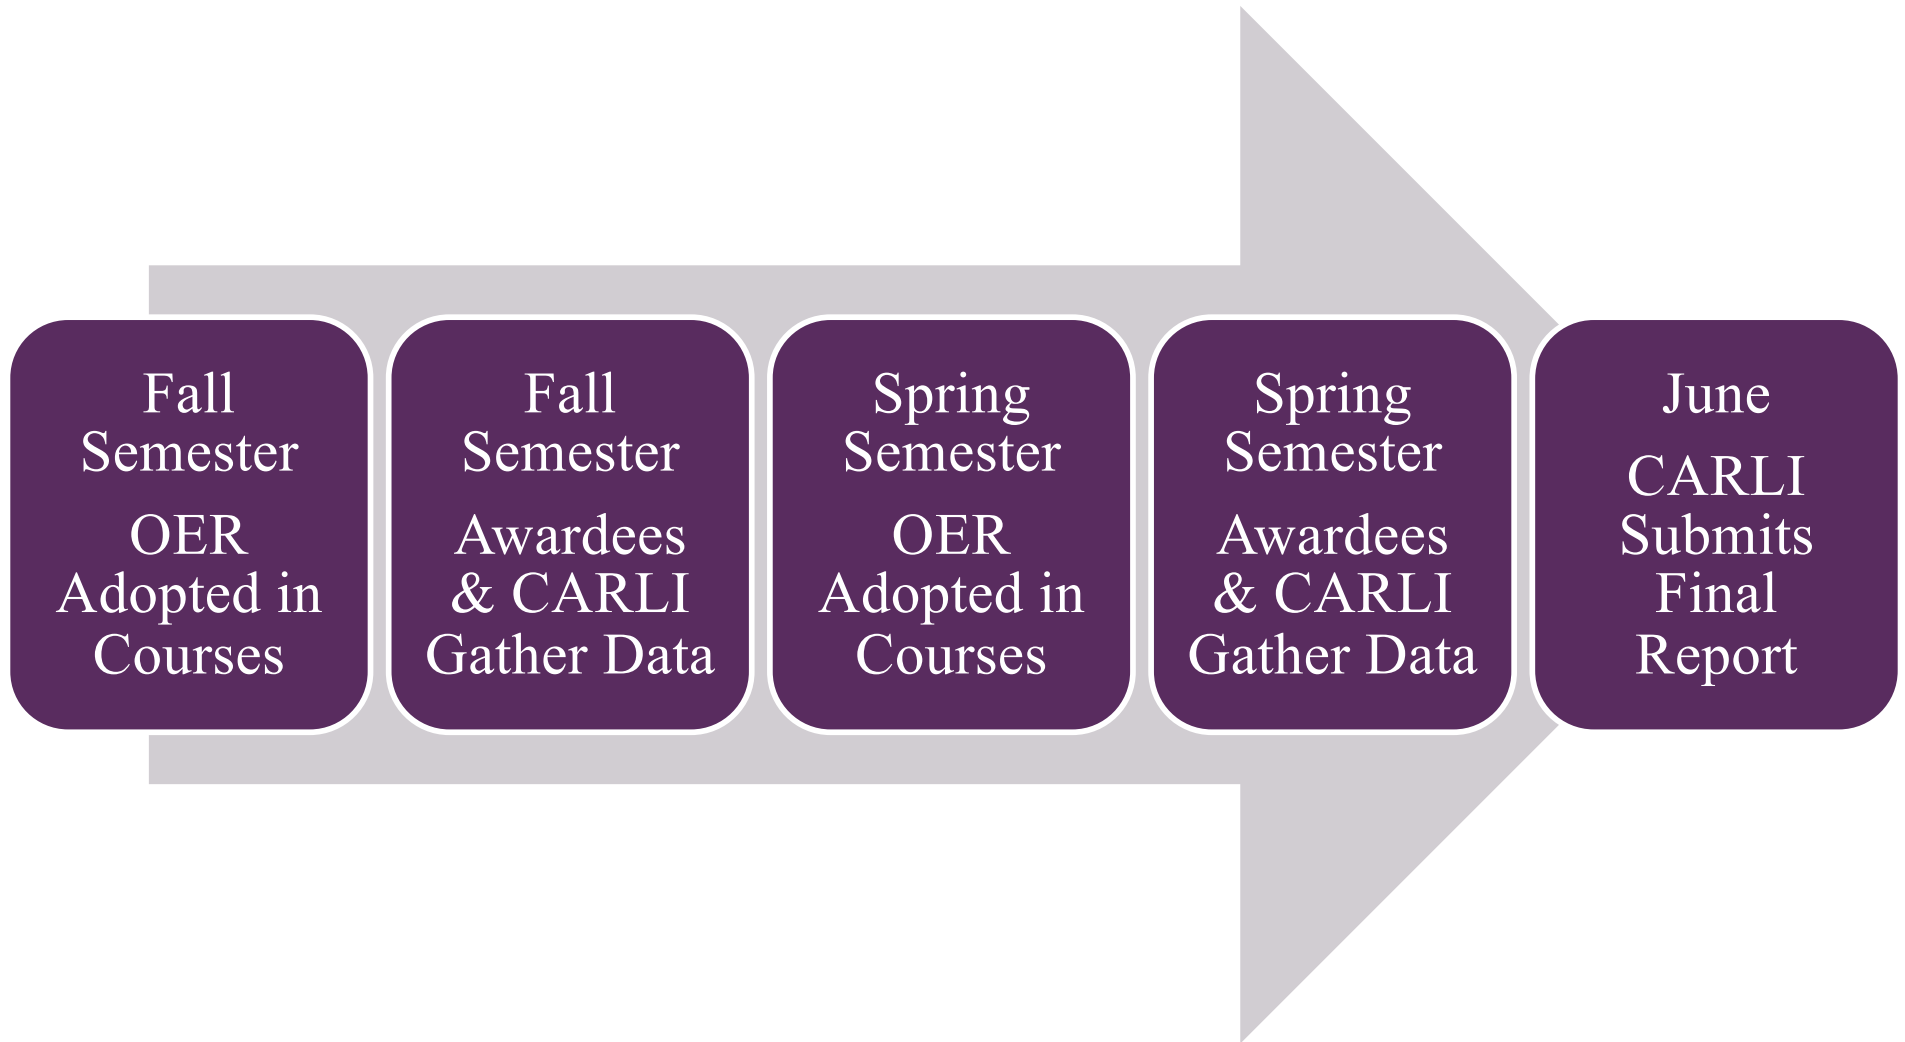 Fall
Semester
OER
Adopted in
Courses
Fall
Semester
Awardees
& CARLI
Gather Data
Spring
Semester
OER
Adopted in
Courses
Spring
Semester
Awardees
& CARLI
Gather Data
June
CARLI
Submits
Final
Report